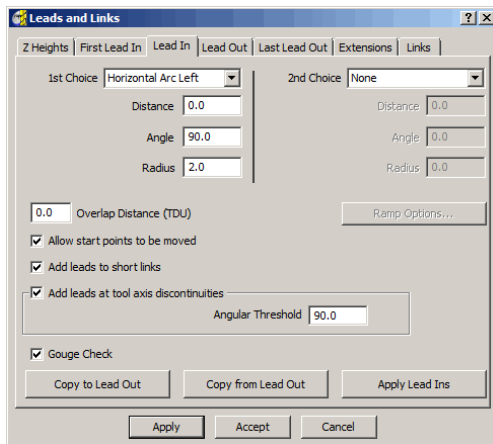 Leads and Links
Z Heights First Lead In Lead In Lead Out Last Lead Out Extensions Links
1st Choice Horizontal Arc Left 2nd Choice None
Distance 0.0 Distance 0.0
Angle 90.0 Angle 0.0
Radius 2.0 Radius 0.0
0.0 Overlap Distance (TDU) Ramp Options...
Allow start points to be moved
Add leads to short links
Add leads at tool axis discontinuities
Angular Threshold 90.0
Gouge Check
Copy to Lead Out Copy from Lead Out Apply Lead Ins
Apply Accept Cancel